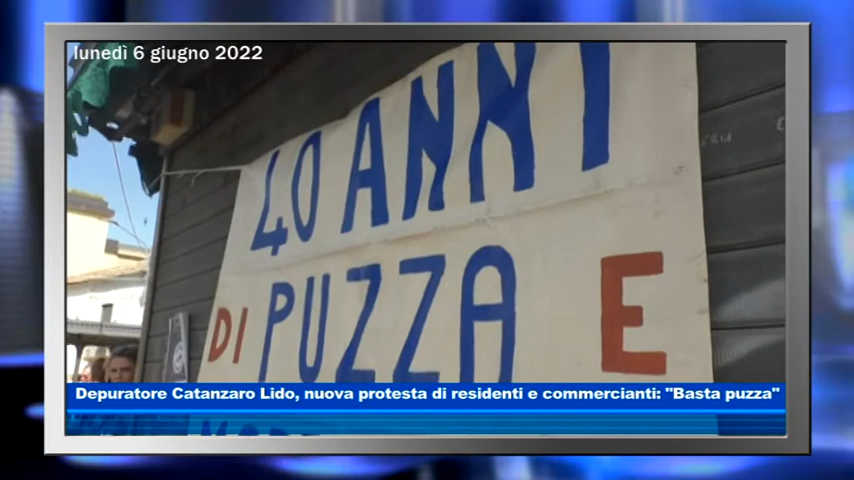 lunedì 6 giugno 2022
40 ANNI
DI PUZZA E
Depuratore Catanzaro Lido, nuova protesta di residenti e commercianti: "Basta puzza"